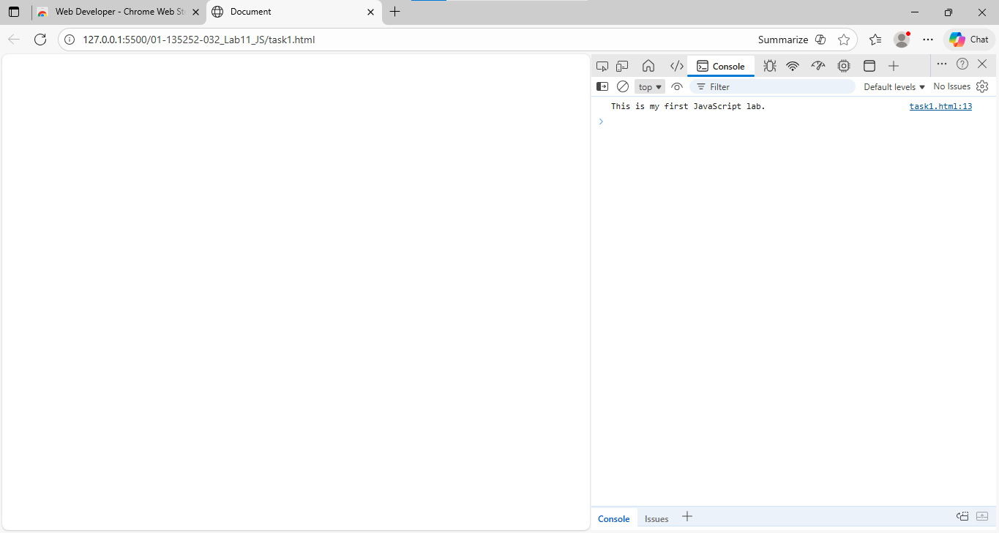 Web Developer - Chrome Web St
Document
127.0.0.1:5500/01-135252-032_Lab11_JS/task1.html
Summarize
Chat
Console
top
Filter
Default levels
No Issues
This is my first JavaScript lab.
task1.html:13
Console
Issues